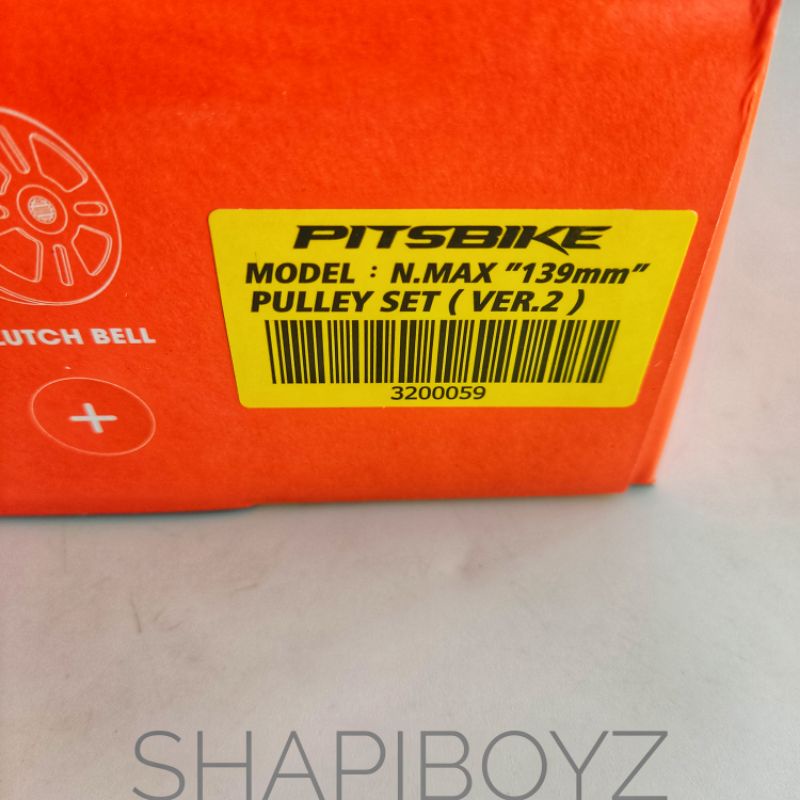 PITSBIKE
MODEL : N.MAX "139mm"
PULLEY SET ( VER.2 )
3200059
LUTCH BELL
SHAPIBOYZ